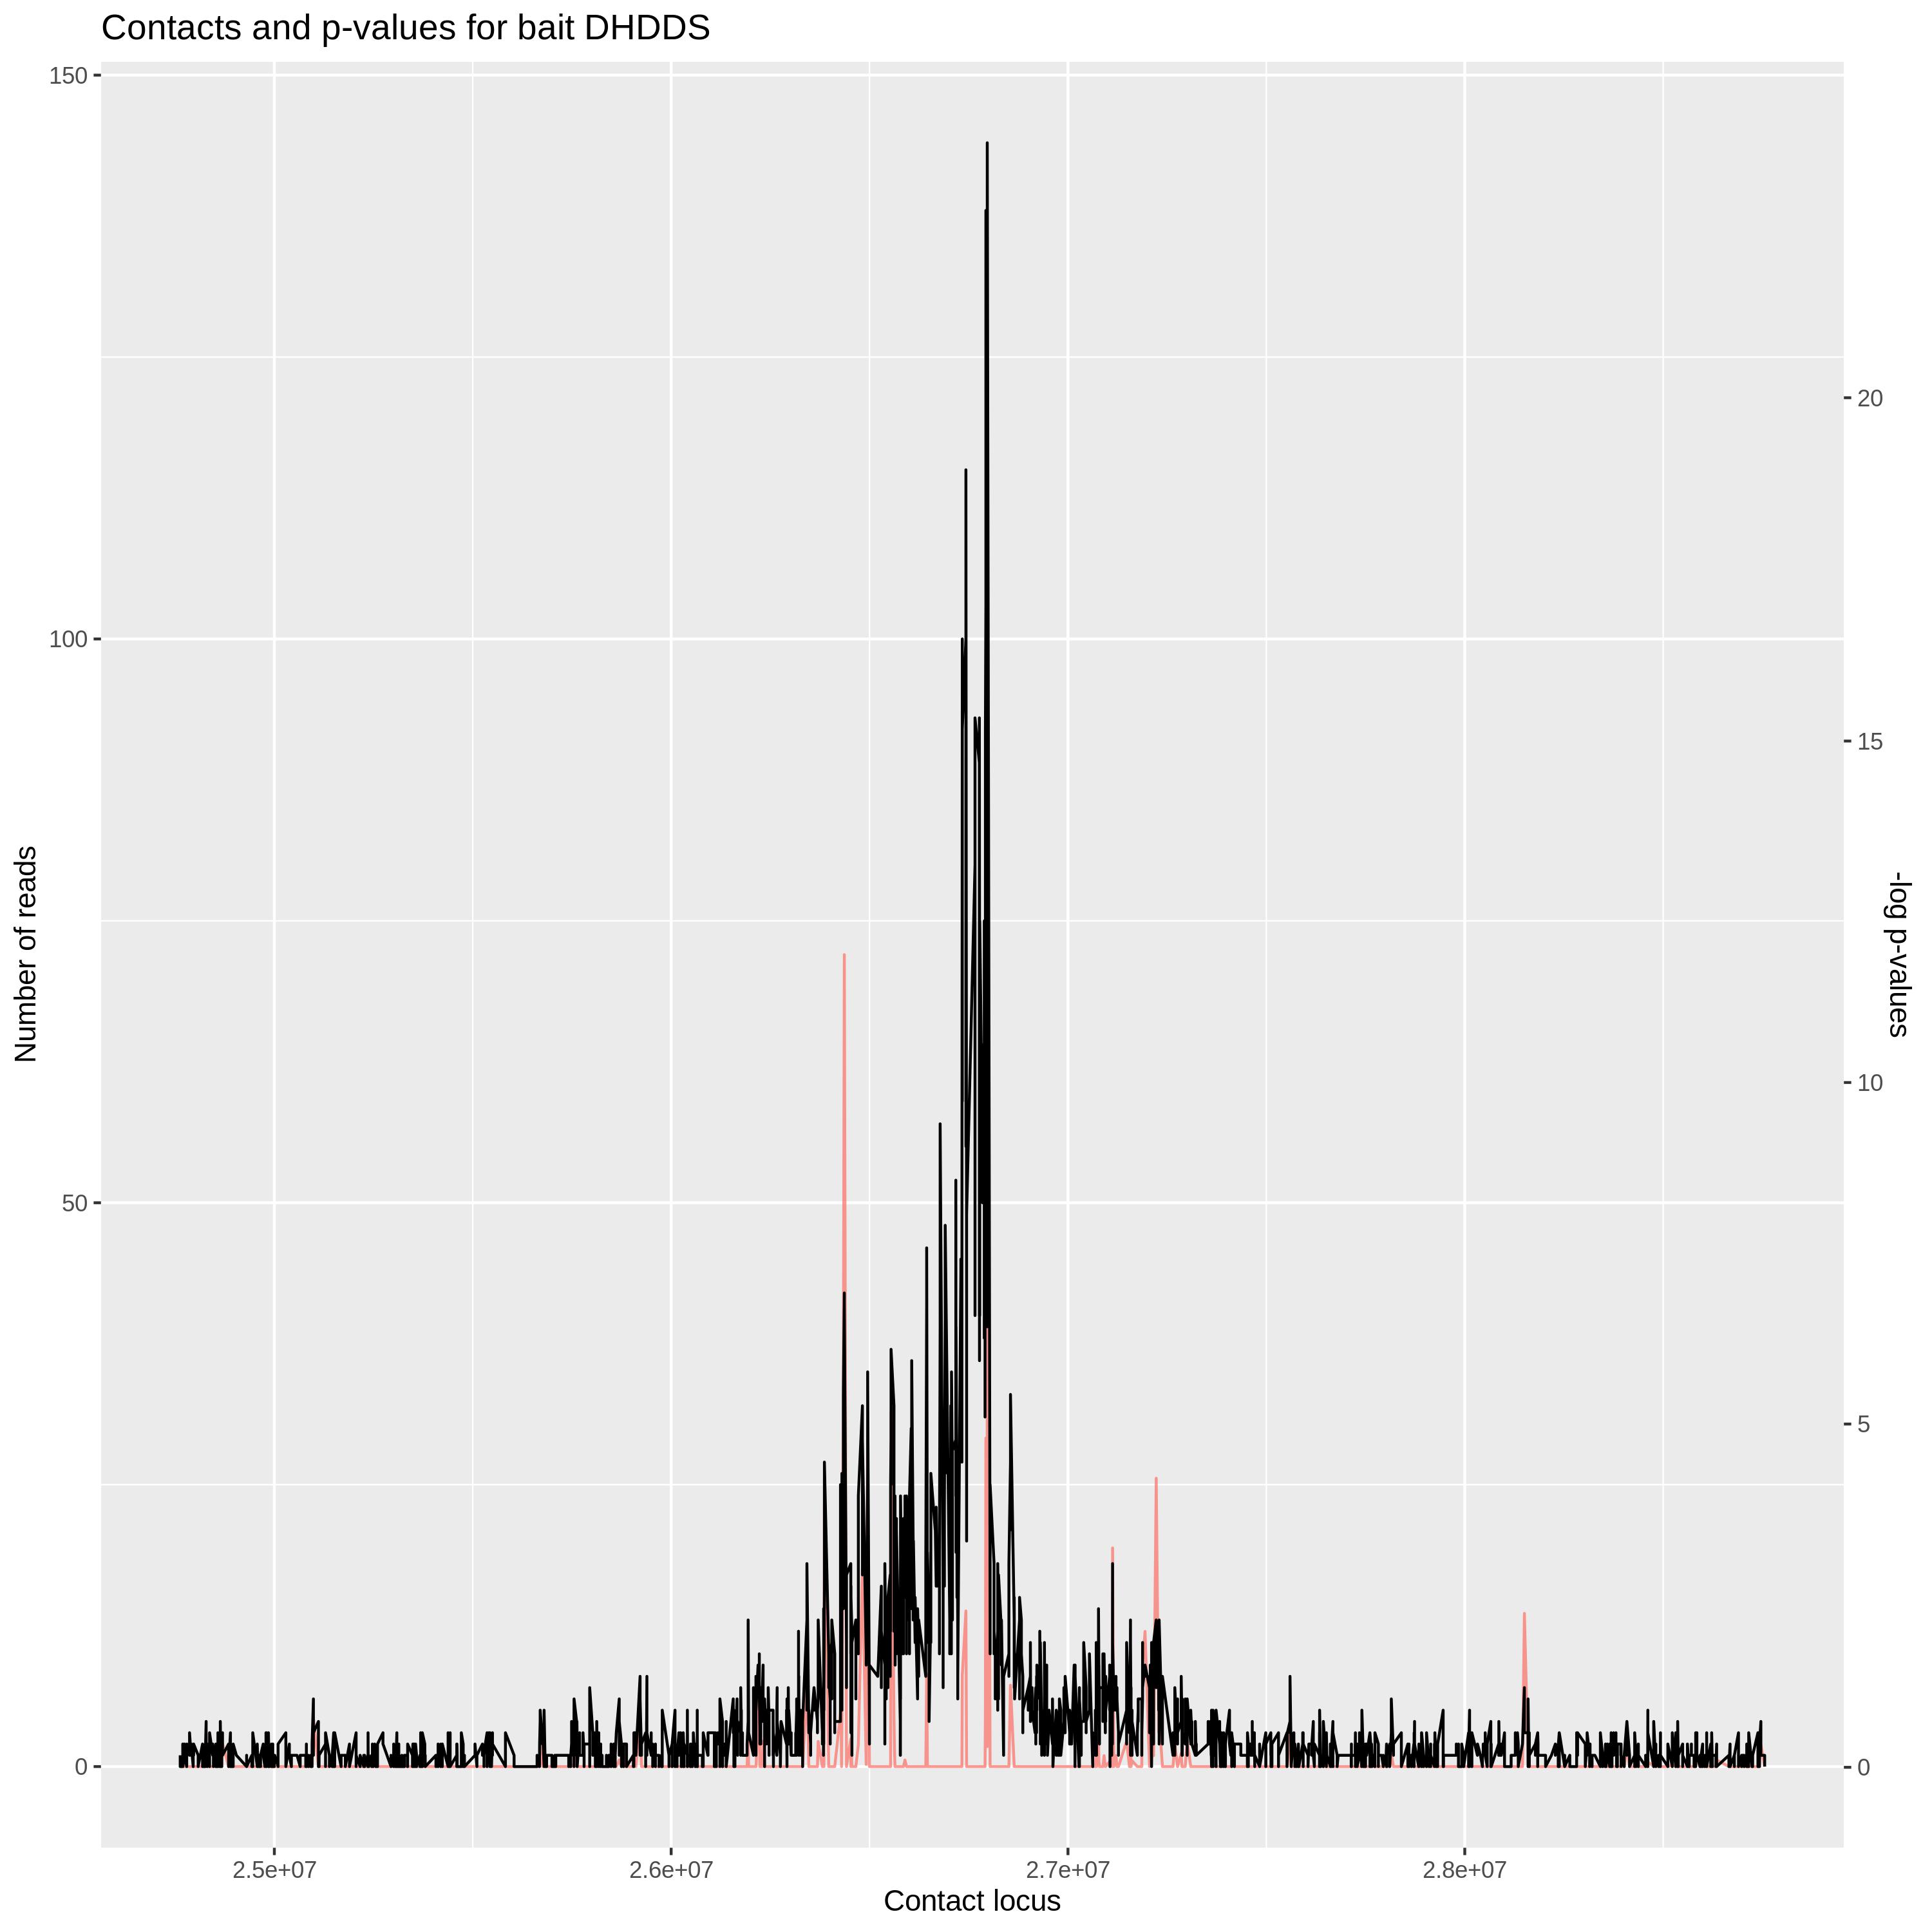 Contacts and p-values for bait DHDDS
150
100
50
0
Number of reads
20
15
10
5
0
-log p-values
2.5e+07
2.6e+07
2.7e+07
2.8e+07
Contact locus